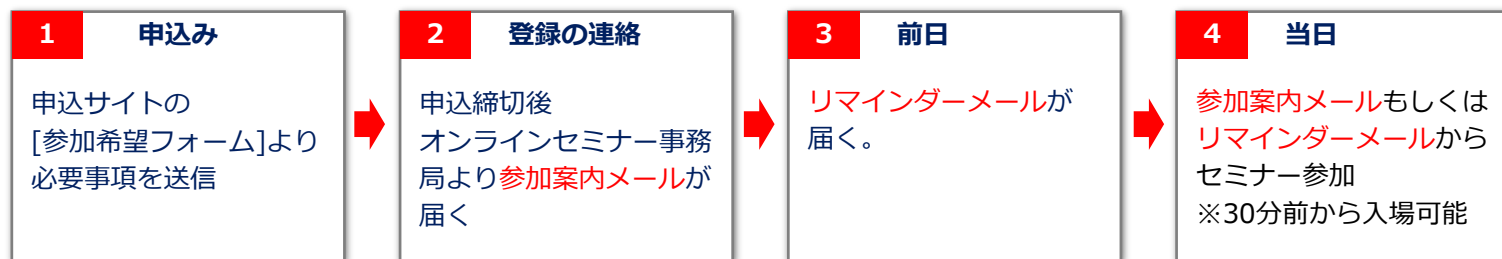 1 申込み
申込サイトの
[参加希望フォーム]より
必要事項を送信
2 登録の連絡
申込締切後
オンラインセミナー事務
局より参加案内メールが
届く
3 前日
リマインダーメールが
届く。
4 当日
参加案内メールもしくは
リマインダーメールから
セミナー参加
※30分前から入場可能